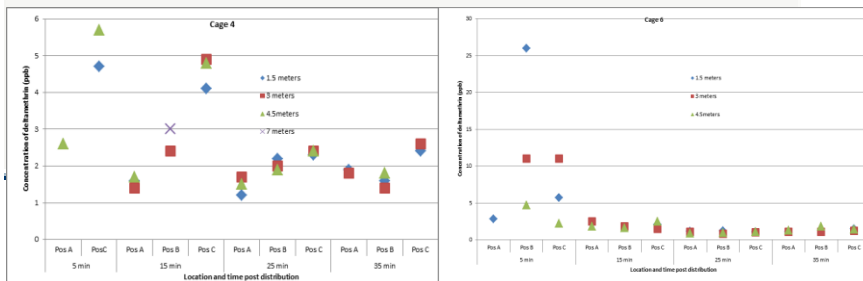 Cage 4
Concentration of deltamethrin (ppb)
6
5
4
3
2
1
0
1.5 meters
3 meters
4.5meters
7 meters
Pos A PosC Pos A Pos B Pos C Pos A Pos B Pos C Pos A Pos B Pos C
5 min 15 min 25 min 35 min
Location and time post distribution
Cage 6
Concentration of deltamethrin (ppb)
30
25
20
15
10
5
0
1.5 meters
3 meters
4.5meters
Pos A Pos B Pos C Pos A Pos B Pos C Pos A Pos B Pos C Pos A Pos B Pos C
5 min 15 min 25 min 35 min
Location and time post distribution